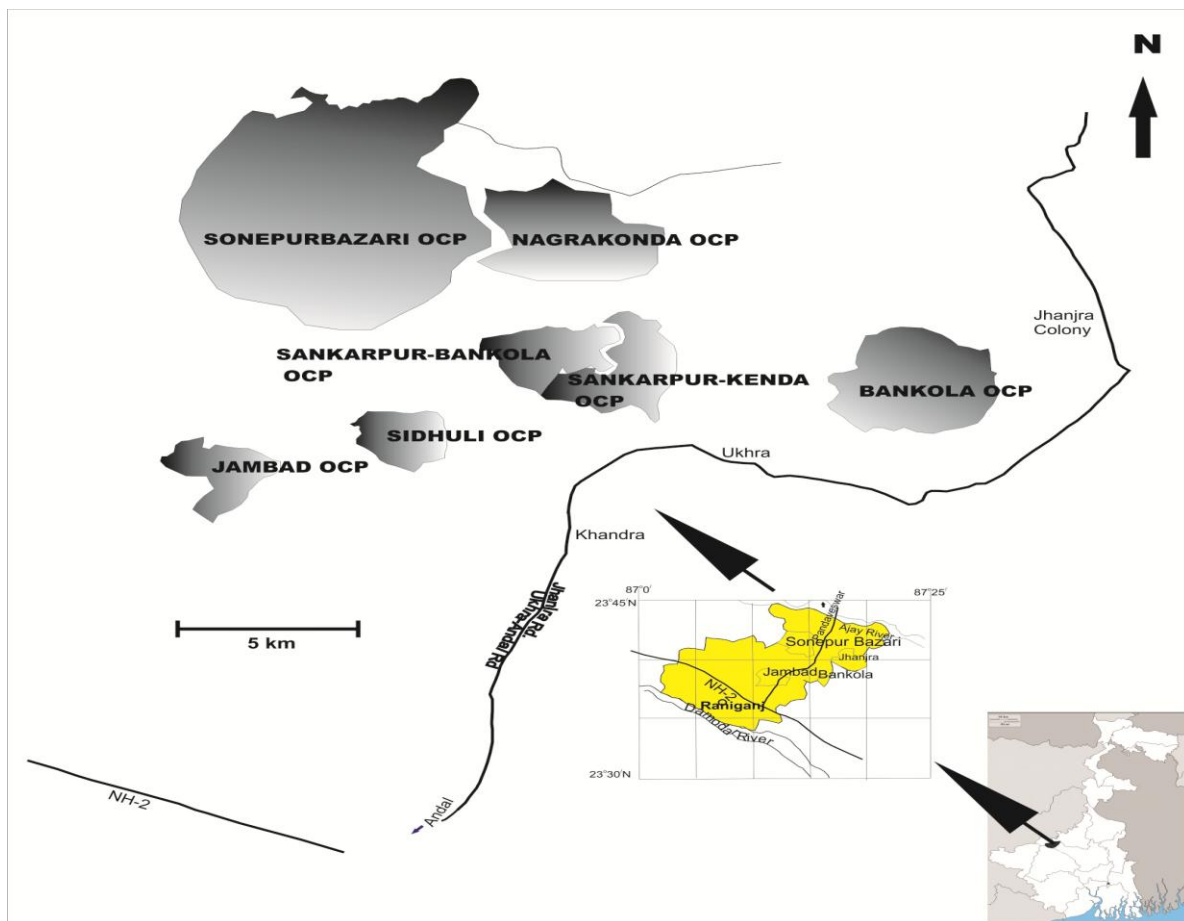 N
SONEPURBAZARI OCP
NAGRAKONDA OCP
Jhanjra
Colony
SANKARPUR-BANKOLA
OCP
SANKARPUR-KENDA
OCP
BANKOLA OCP
SIDHULI OCP
JAMBAD OCP
Ukhra
Khandra
Jhanjra Rd
Ukhra-Andal Rd
5 km
NH-2
Andal
87°0'
87°25'
23°45'N
Pandaveswar
Ajay River
Sonepur Bazari
Jhanjra
Jambad
Bankola
NH-2
Raniganj
Damodar River
23°30'N